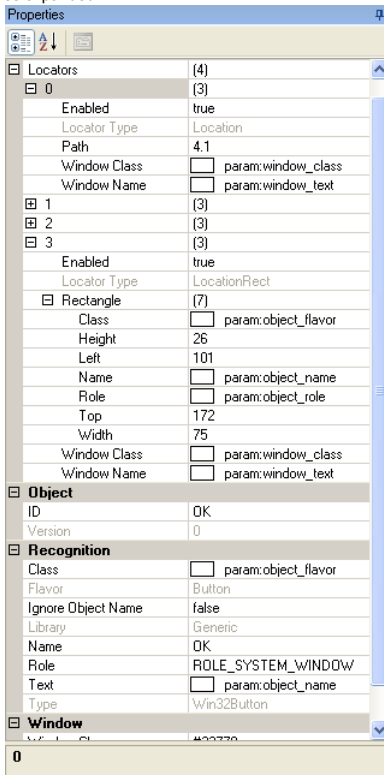 Properties
Locators (4)
0 (3)
Enabled true
Locator Type Location
Path 4.1
Window Class param:window_class
Window Name param:window_text
1 (3)
2 (3)
3 (3)
Enabled true
Locator Type LocationRect
Rectangle (7)
Class param:object_flavor
Height 26
Left 101
Name param:object_name
Role param:object_role
Top 172
Width 75
Window Class param:window_class
Window Name param:window_text
Object
ID OK
Version 0
Recognition
Class param:object_flavor
Flavor Button
Ignore Object Name false
Library Generic
Name OK
Role ROLE_SYSTEM_WINDOW
Text param:object_name
Type Win32Button
Window
0